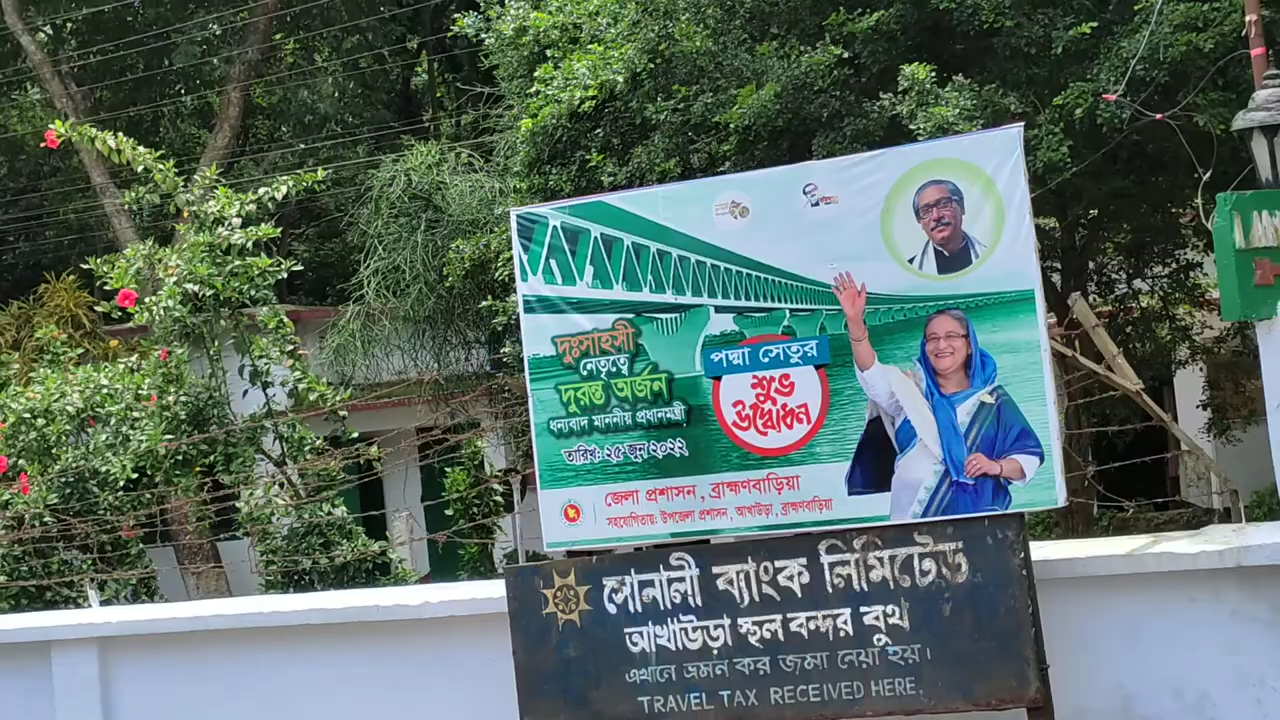 দুঃসাহসী
নেতৃত্বে
দুরন্ত অর্জন
ধন্যবাদ মাননীয় প্রধানমন্ত্রী
তারিখ: ২৫ জুন ২০২২
পদ্মা সেতুর
শুভ
উদ্বোধন
জেলা প্রশাসন, ব্রাহ্মণবাড়িয়া
সহযোগিতায়: উপজেলা প্রশাসন, আখাউড়া, ব্রাহ্মণবাড়িয়া
সোনালী ব্যাংক লিমিটেড
আখাউড়া স্থল বন্দর বুথ
এখানে ভ্রমন কর জমা নেয়া হয়।
TRAVEL TAX RECEIVED HERE.